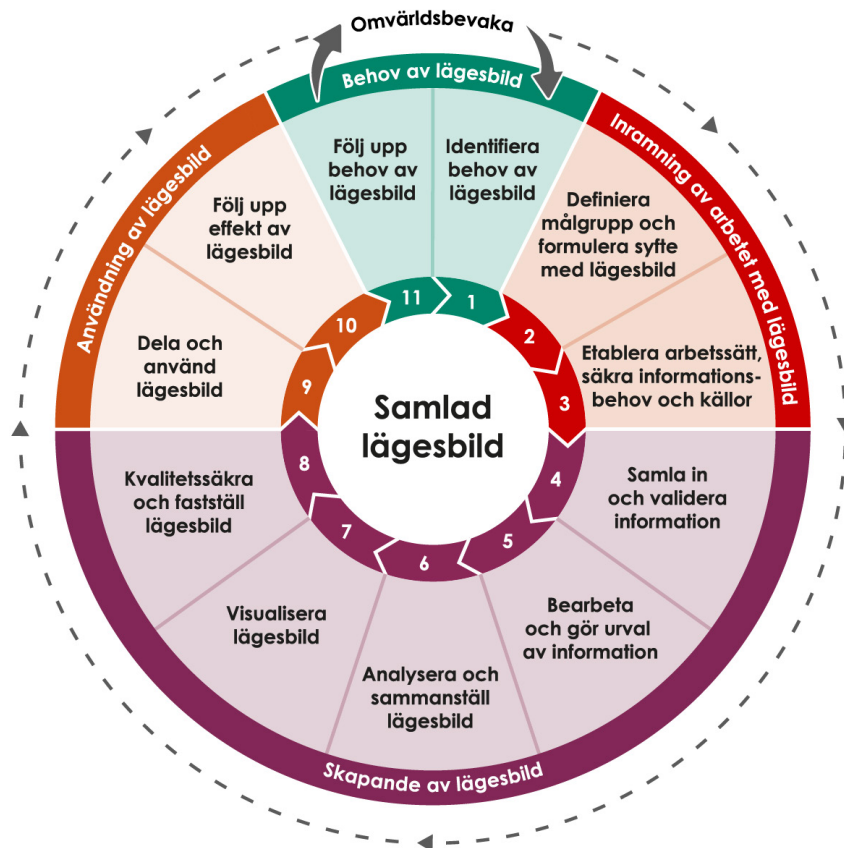 Omvärldsbevaka
Behov av lägesbild
Identifiera
behov av
lägesbild
1
Inramning av arbetet med lägesbild
Definiera
målgrupp och
formulera syfte
med lägesbild
2
Etablera arbetssätt,
säkra informations-
behov och källor
3
Skapande av lägesbild
Samla in
och validera
information
4
Bearbeta
och gör urval
av information
5
Analysera och
sammanställ
lägesbild
6
Visualisera
lägesbild
7
Kvalitetssäkra
och fastställ
lägesbild
8
Användning av lägesbild
Dela och
använd
lägesbild
9
Följ upp
effekt av
lägesbild
10
Följ upp
behov av
lägesbild
11
Samlad
lägesbild